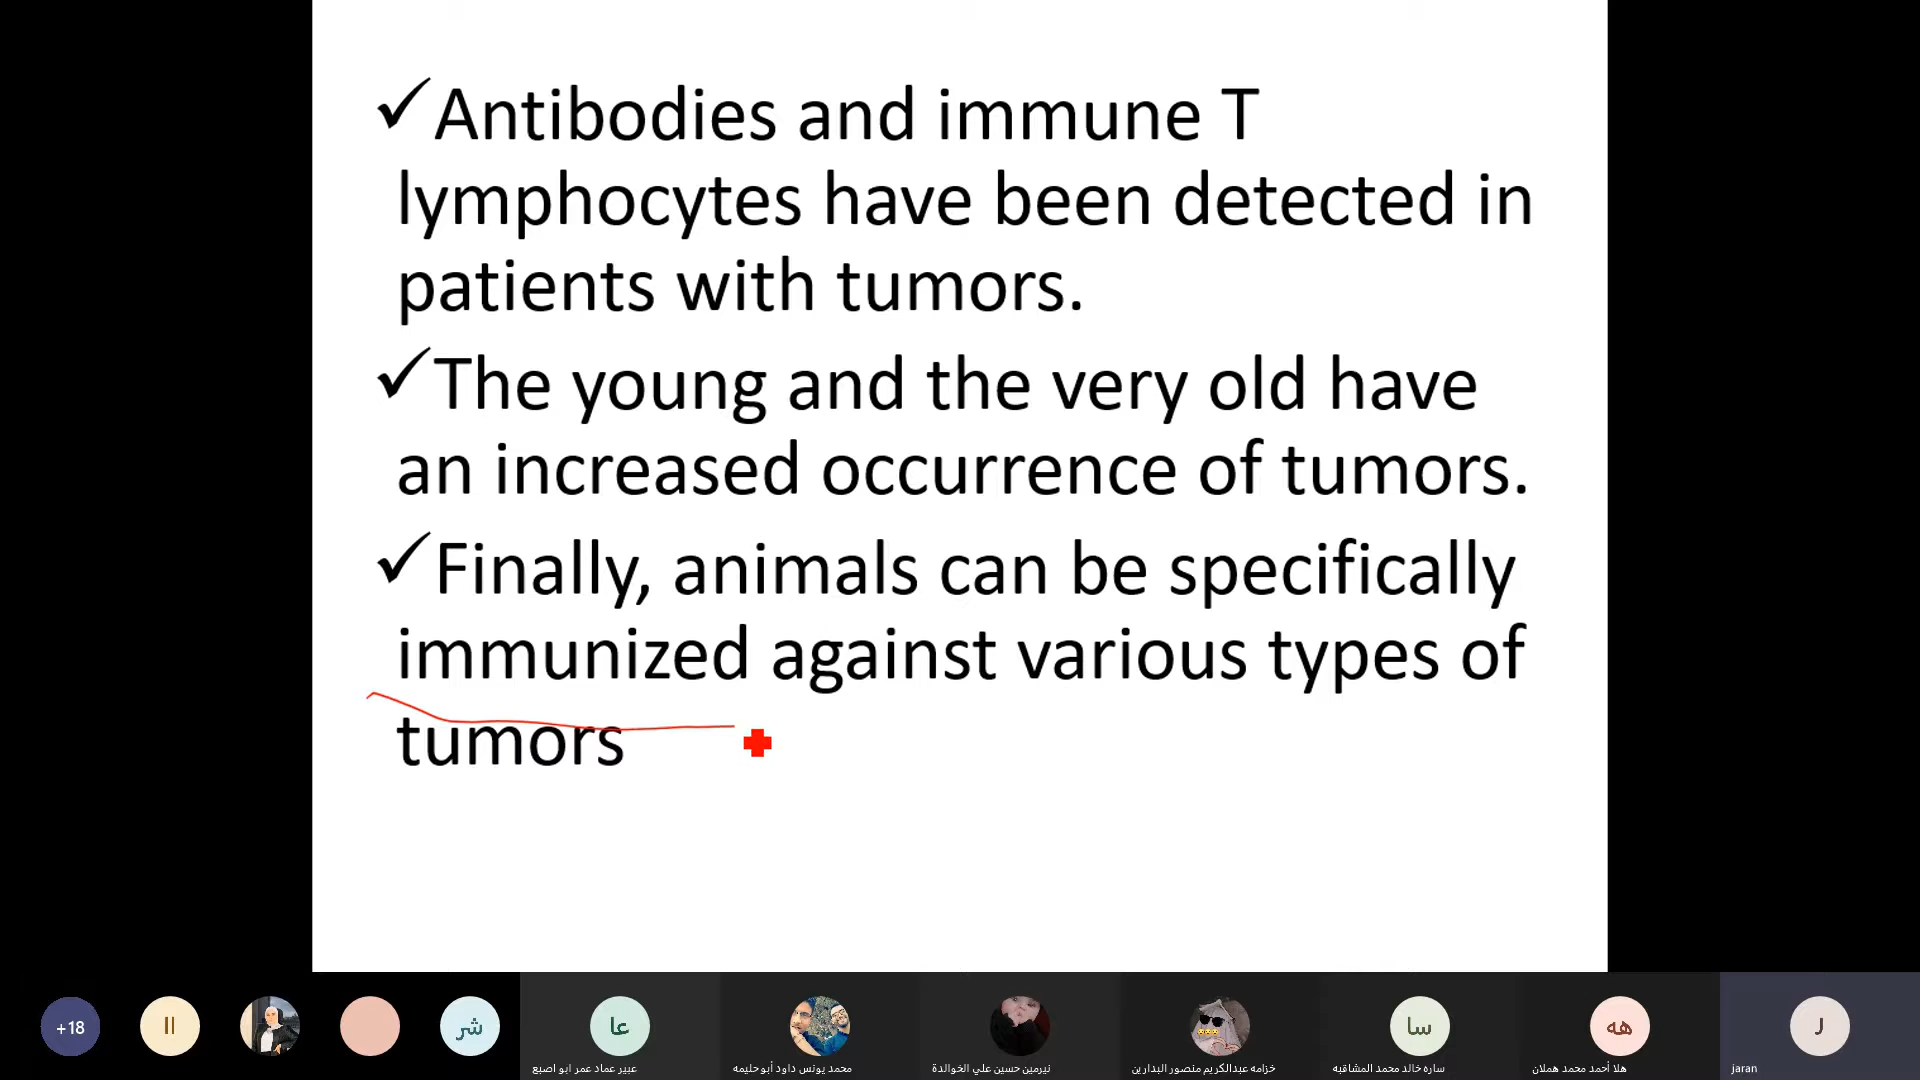 ✓Antibodies and immune T
lymphocytes have been detected in
patients with tumors.
✓The young and the very old have
an increased occurrence of tumors.
✓Finally, animals can be specifically
immunized against various types of
tumors
+18
اا
شر
عا
سا
هه
J
عبير عماد عمر ابو اصبع
محمد يونس داود أبوحليمه
نيرمين حسين علي الخوالدة
خزامه عبدالكريم منصور البدارين
ساره خالد محمد المشاقبه
هلا أحمد محمد هملان
jaran